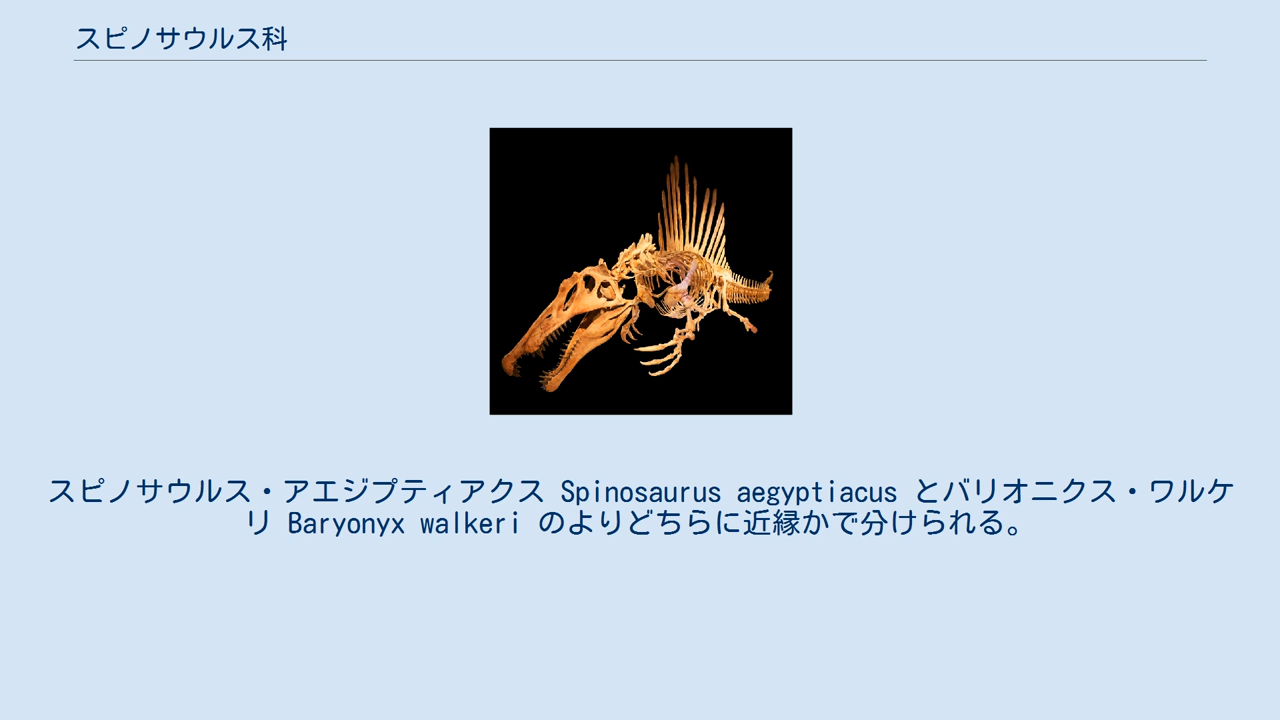 スピノサウルス科
スピノサウルス・アエジプティアクス Spinosaurus aegyptiacus とバリオニクス・ワルケ
リ Baryonyx walkeri のよりどちらに近縁かで分けられる。